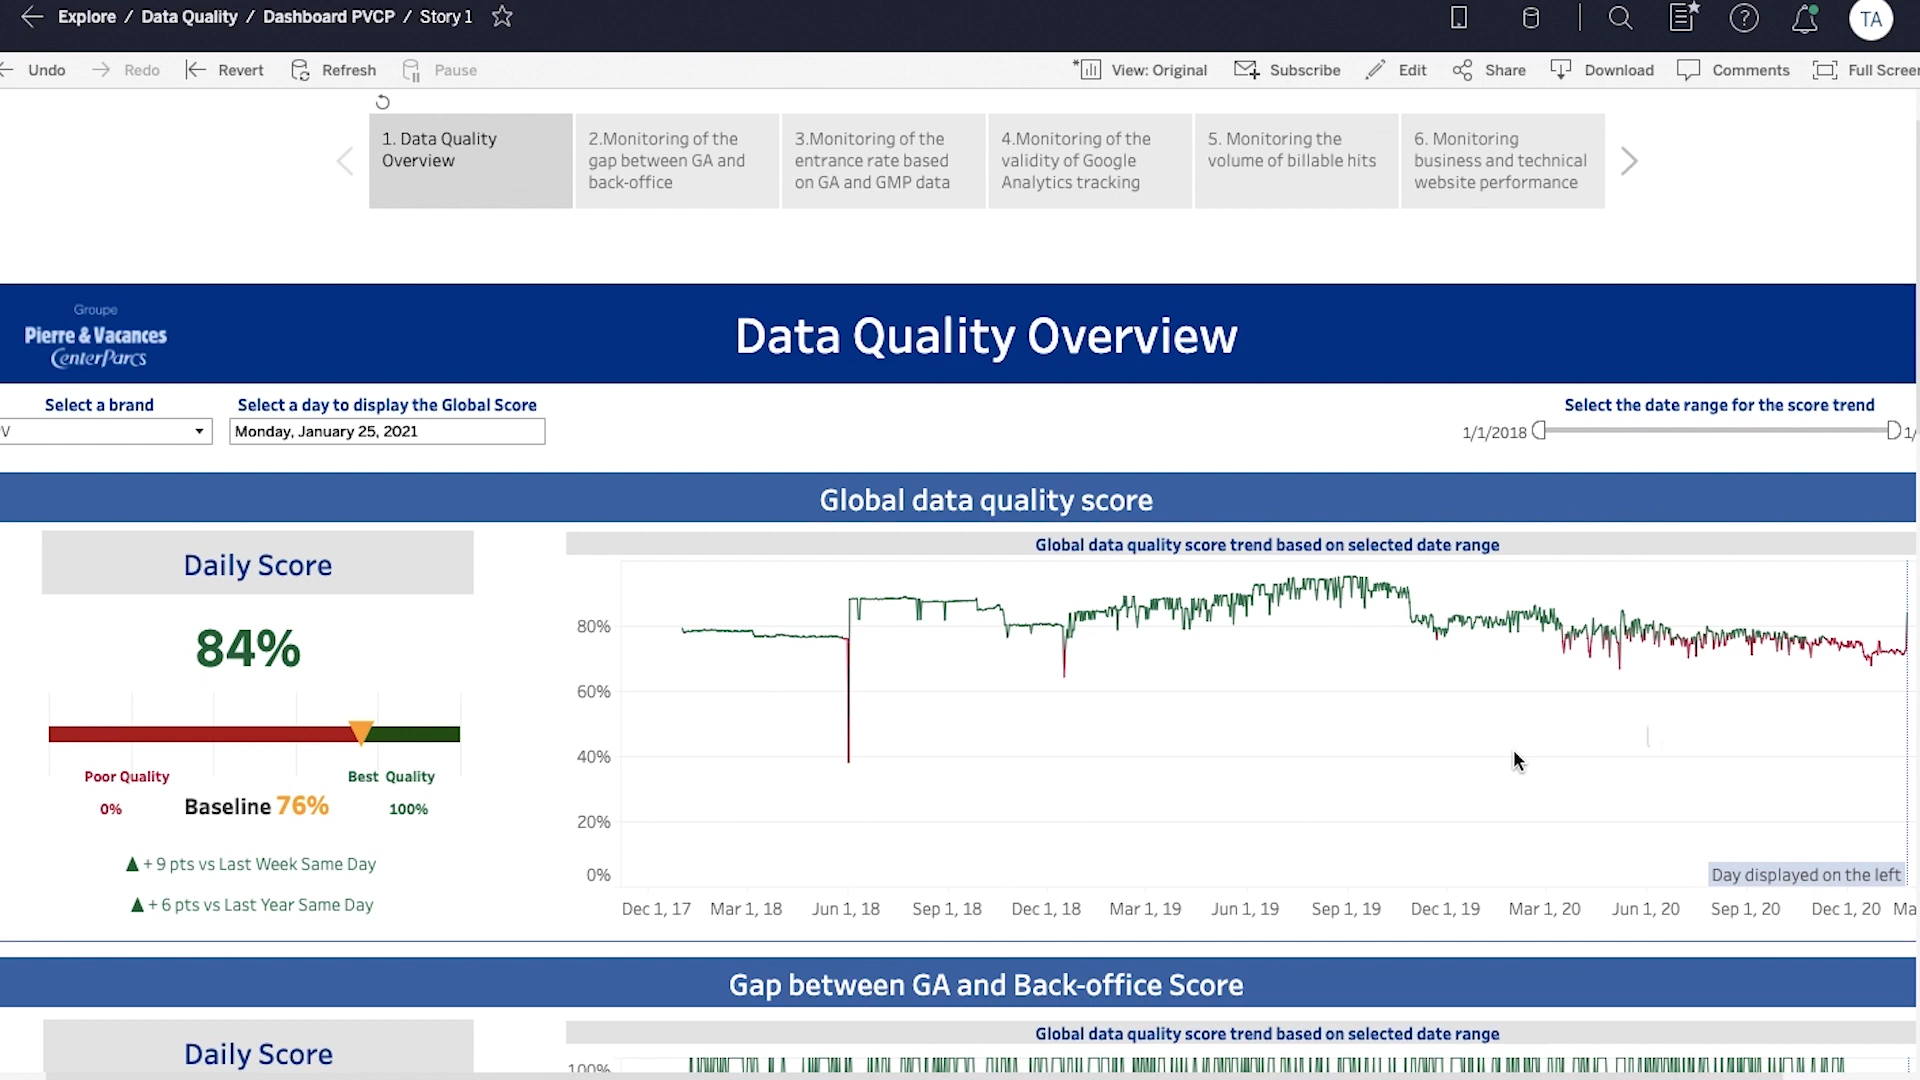 Explore / Data Quality / Dashboard PVCP / Story 1
TA
Undo Redo Revert Refresh Pause View: Original Subscribe Edit Share Download Comments Full Screen
1. Data Quality
Overview
2.Monitoring of the
gap between GA and
back-office
3.Monitoring of the
entrance rate based
on GA and GMP data
4.Monitoring of the
validity of Google
Analytics tracking
5. Monitoring the
volume of billable hits
6. Monitoring
business and technical
website performance
Groupe
Pierre & Vacances
CenterParcs
Data Quality Overview
Select a brand
V
Select a day to display the Global Score
Monday, January 25, 2021
Select the date range for the score trend
1/1/2018 1/
Global data quality score
Daily Score
84%
Poor Quality Best Quality
0% Baseline 76% 100%
▲ + 9 pts vs Last Week Same Day
▲ + 6 pts vs Last Year Same Day
Global data quality score trend based on selected date range
80%
60%
40%
20%
0%
Day displayed on the left
Dec 1, 17 Mar 1, 18 Jun 1, 18 Sep 1, 18 Dec 1, 18 Mar 1, 19 Jun 1, 19 Sep 1, 19 Dec 1, 19 Mar 1, 20 Jun 1, 20 Sep 1, 20 Dec 1, 20 Ma
Gap between GA and Back-office Score
Daily Score
Global data quality score trend based on selected date range
100%